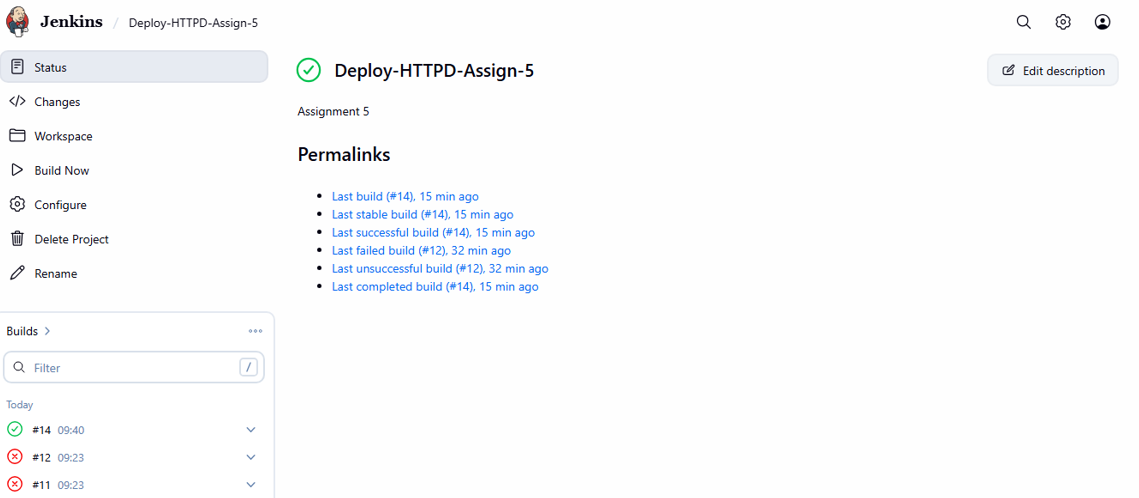 Jenkins / Deploy-HTTPD-Assign-5
Status
Changes
Workspace
Build Now
Configure
Delete Project
Rename
Builds
Filter /
Today
#14 09:40
#12 09:23
#11 09:23
Deploy-HTTPD-Assign-5
Edit description
Assignment 5
Permalinks
Last build (#14), 15 min ago
Last stable build (#14), 15 min ago
Last successful build (#14), 15 min ago
Last failed build (#12), 32 min ago
Last unsuccessful build (#12), 32 min ago
Last completed build (#14), 15 min ago